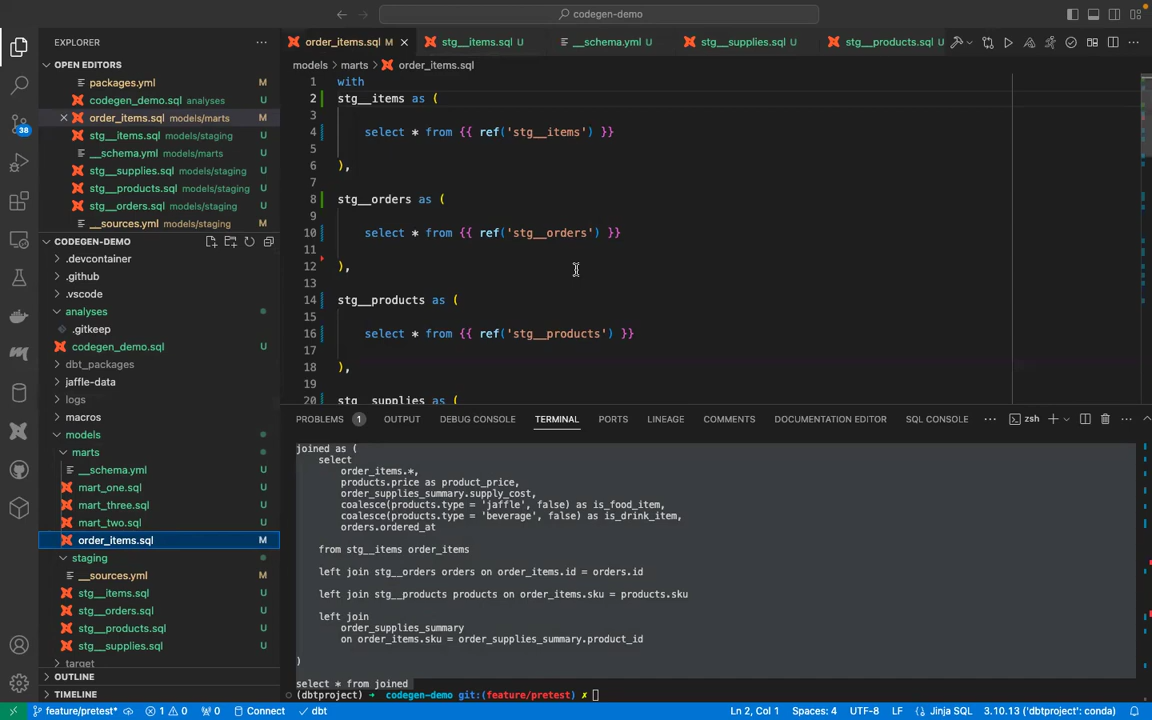 codegen-demo
EXPLORER
OPEN EDITORS
packages.yml M
codegen_demo.sql analyses U
order_items.sql models/marts M
stg__items.sql models/staging U
__schema.yml models/marts U
stg__supplies.sql models/staging U
stg__products.sql models/staging U
stg__orders.sql models/staging U
__sources.yml models/staging M
CODEGEN-DEMO
.devcontainer
.github
.vscode
analyses
.gitkeep
codegen_demo.sql U
dbt_packages
jaffle-data
logs
macros
models
marts
__schema.yml U
mart_one.sql U
mart_three.sql U
mart_two.sql U
order_items.sql M
staging
__sources.yml M
stg__items.sql U
stg__orders.sql U
stg__products.sql U
stg__supplies.sql U
target
OUTLINE
TIMELINE
38
order_items.sql M
stg__items.sql U
__schema.yml U
stg__supplies.sql U
stg__products.sql U
models > marts > order_items.sql
1 with
2 stg__items as (
3
4 select * from {{ ref('stg__items') }}
5
6 ),
7
8 stg__orders as (
9
10 select * from {{ ref('stg__orders') }}
11
12 ),
13
14 stg__products as (
15
16 select * from {{ ref('stg__products') }}
17
18 ),
19
20 stg__supplies as (
PROBLEMS 1 OUTPUT DEBUG CONSOLE TERMINAL PORTS LINEAGE COMMENTS DOCUMENTATION EDITOR SQL CONSOLE ... zsh
joined as (
select
order_items.*,
products.price as product_price,
order_supplies_summary.supply_cost,
coalesce(products.type = 'jaffle', false) as is_food_item,
coalesce(products.type = 'beverage', false) as is_drink_item,
orders.ordered_at
from stg__items order_items
left join stg__orders orders on order_items.id = orders.id
left join stg__products products on order_items.sku = products.sku
left join
order_supplies_summary
on order_items.sku = order_supplies_summary.product_id
)
select * from joined
(dbtproject) ➜ codegen-demo git:(feature/pretest) ✗
feature/pretest* 1 0 0 Connect dbt Ln 2, Col 1 Spaces: 4 UTF-8 LF Jinja SQL 3.10.13 ('dbtproject': conda)